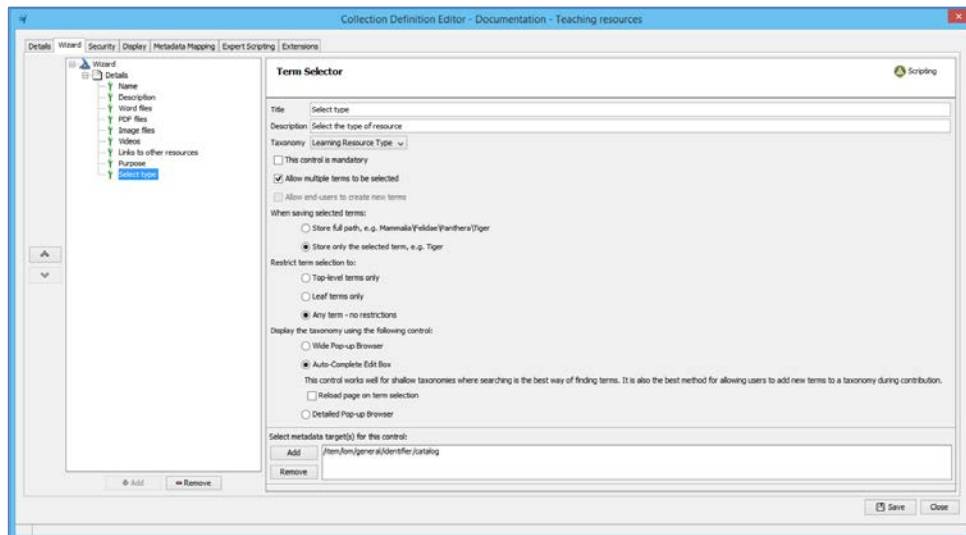 Collection Definition Editor - Documentation - Teaching resources
Details Wizard Security Display Metadata Mapping Expert Scripting Extensions
Wizard
Details
Name
Description
Word files
PDF files
Image files
Videos
Links to other resources
Purpose
Select type
Add Remove
Term Selector
Scripting
Title Select type
Description Select the type of resource
Taxonomy Learning Resource Type
This control is mandatory
Allow multiple terms to be selected
Allow end-users to create new terms
When saving selected terms:
Store full path, e.g. Mammalia\Felidae\Panthera\Tiger
Store only the selected term, e.g. Tiger
Restrict term selection to:
Top-level terms only
Leaf terms only
Any term - no restrictions
Display the taxonomy using the following control:
Wide Pop-up Browser
Auto-Complete Edit Box
This control works well for shallow taxonomies where searching is the best way of finding terms. It is also the best method for allowing users to add new terms to a taxonomy during contribution.
Reload page on term selection
Detailed Pop-up Browser
Select metadata target(s) for this control:
Add /item/lom/general/identifier/catalog
Remove
Save Close